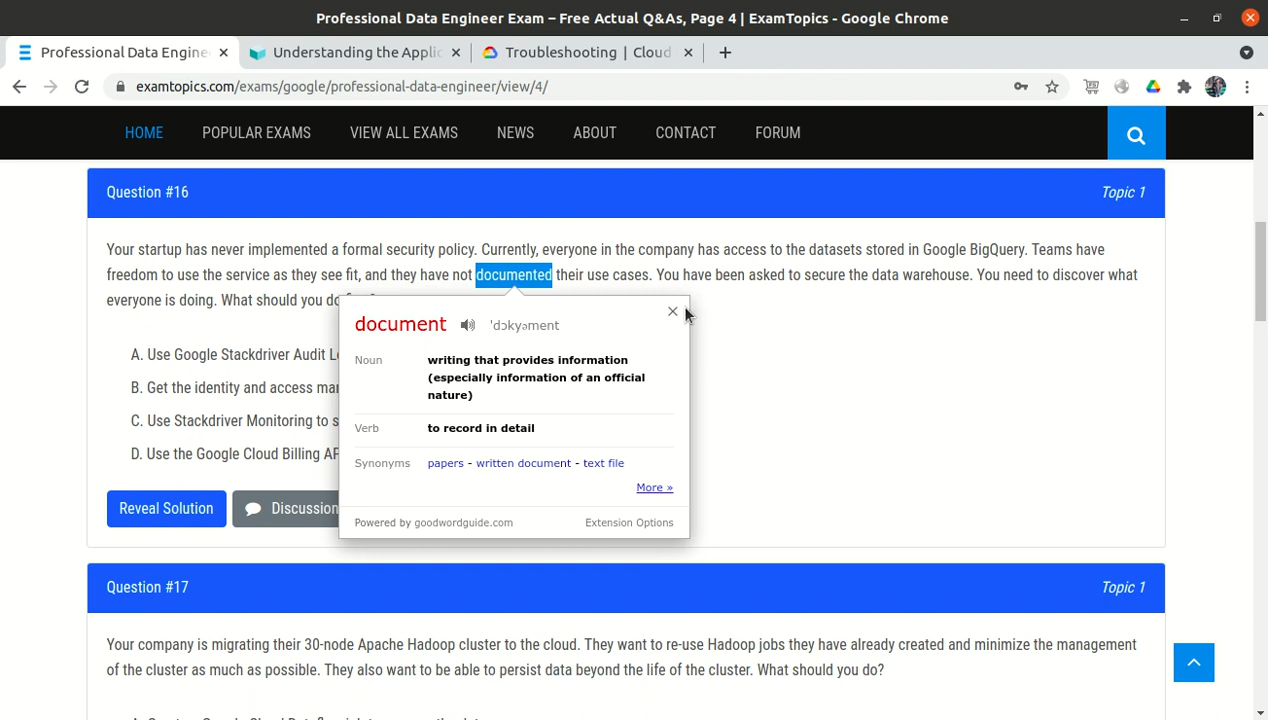 Professional Data Engineer Exam – Free Actual Q&As, Page 4 | ExamTopics - Google Chrome
Professional Data Engine
Understanding the Applic
Troubleshooting | Cloud
examtopics.com/exams/google/professional-data-engineer/view/4/
HOME POPULAR EXAMS VIEW ALL EXAMS NEWS ABOUT CONTACT FORUM
Question #16 Topic 1
Your startup has never implemented a formal security policy. Currently, everyone in the company has access to the datasets stored in Google BigQuery. Teams have
freedom to use the service as they see fit, and they have not documented their use cases. You have been asked to secure the data warehouse. You need to discover what
everyone is doing. What should you do
A. Use Google Stackdriver Audit
B. Get the identity and access
C. Use Stackdriver Monitoring to
D. Use the Google Cloud Billing
Reveal Solution
Discussion
document 'dɔkyəment
Noun writing that provides information
(especially information of an official
nature)
Verb to record in detail
Synonyms papers - written document - text file
More »
Powered by goodwordguide.com Extension Options
Question #17 Topic 1
Your company is migrating their 30-node Apache Hadoop cluster to the cloud. They want to re-use Hadoop jobs they have already created and minimize the management
of the cluster as much as possible. They also want to be able to persist data beyond the life of the cluster. What should you do?